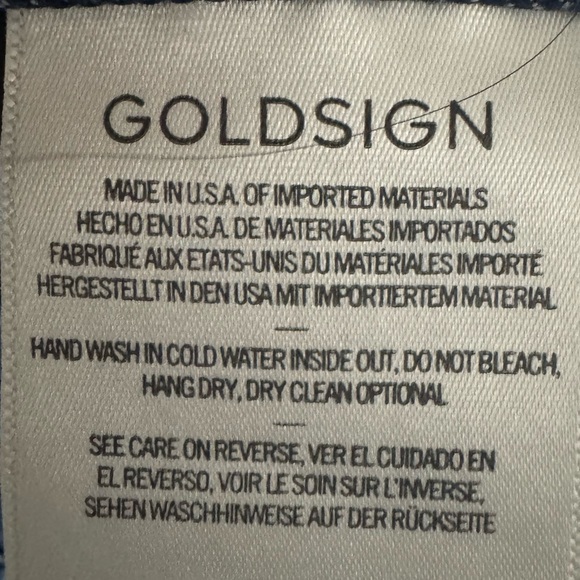 GOLDSIGN
MADE IN U.S.A. OF IMPORTED MATERIALS
HECHO EN U.S.A. DE MATERIALES IMPORTADOS
FABRIQUÉ AUX ETATS-UNIS DU MATÉRIALES IMPORTÉ
HERGESTELLT IN DEN USA MIT IMPORTIERTEM MATERIAL
HAND WASH IN COLD WATER INSIDE OUT, DO NOT BLEACH,
HANG DRY, DRY CLEAN OPTIONAL
SEE CARE ON REVERSE, VER EL CUIDADO EN
EL REVERSO, VOIR LE SOIN SUR L'INVERSE,
SEHEN WASCHHINWEISE AUF DER RÜCKSEITE